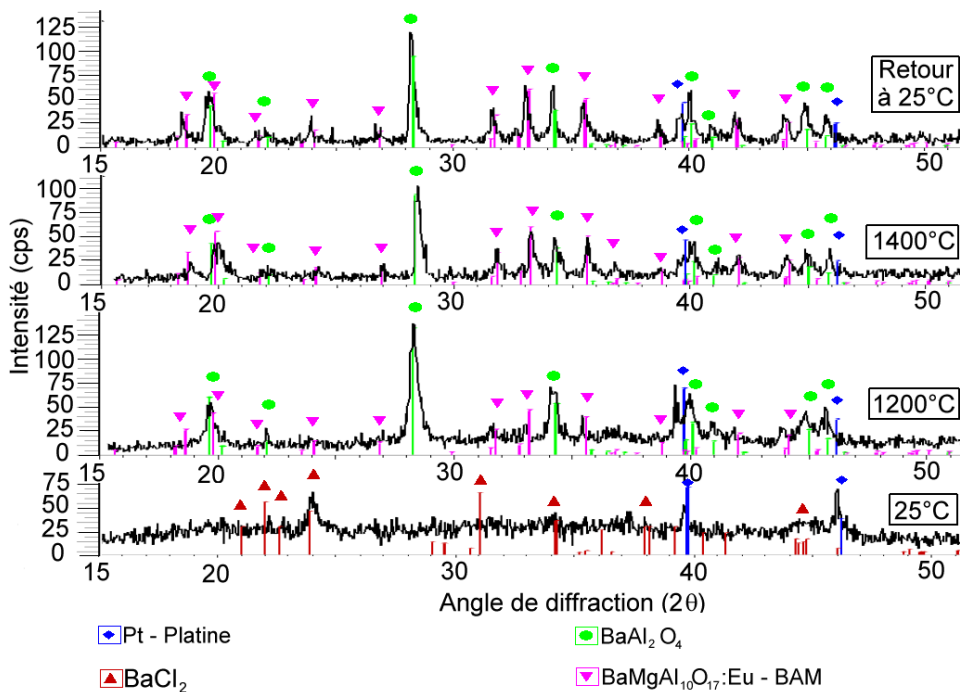 Intensité (cps)
125
100
75
50
25
0
Retour
à 25°C
15 20 30 40 50
100
75
50
25
0
1400°C
15 20 30 40 50
125
100
75
50
25
0
1200°C
15 20 30 40 50
75
50
25
0
25°C
15 20 30 40 50
Angle de diffraction (2θ)
Pt - Platine
BaAl₂O₄
BaCl₂
BaMgAl₁₀O₁₇:Eu - BAM